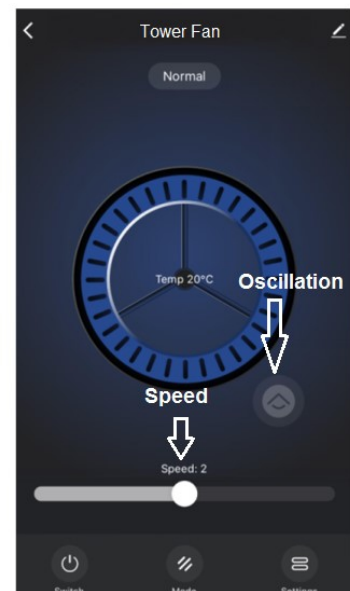 Tower Fan
Normal
Temp 20°C
Oscillation
Speed
Speed: 2
Switch Mode Settings